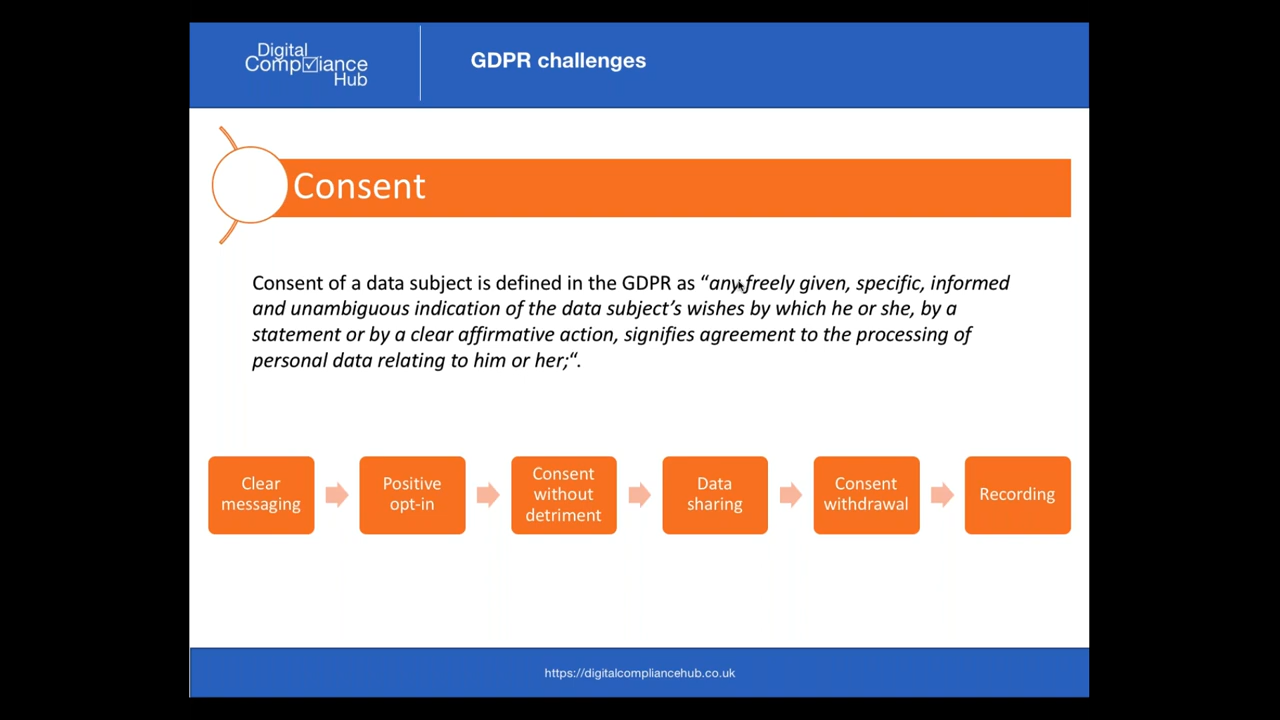 Digital
Compliance
Hub
GDPR challenges
Consent
Consent of a data subject is defined in the GDPR as “any freely given, specific, informed
and unambiguous indication of the data subject’s wishes by which he or she, by a
statement or by a clear affirmative action, signifies agreement to the processing of
personal data relating to him or her;“.
Clear
messaging
Positive
opt-in
Consent
without
detriment
Data
sharing
Consent
withdrawal
Recording
https://digitalcompliancehub.co.uk